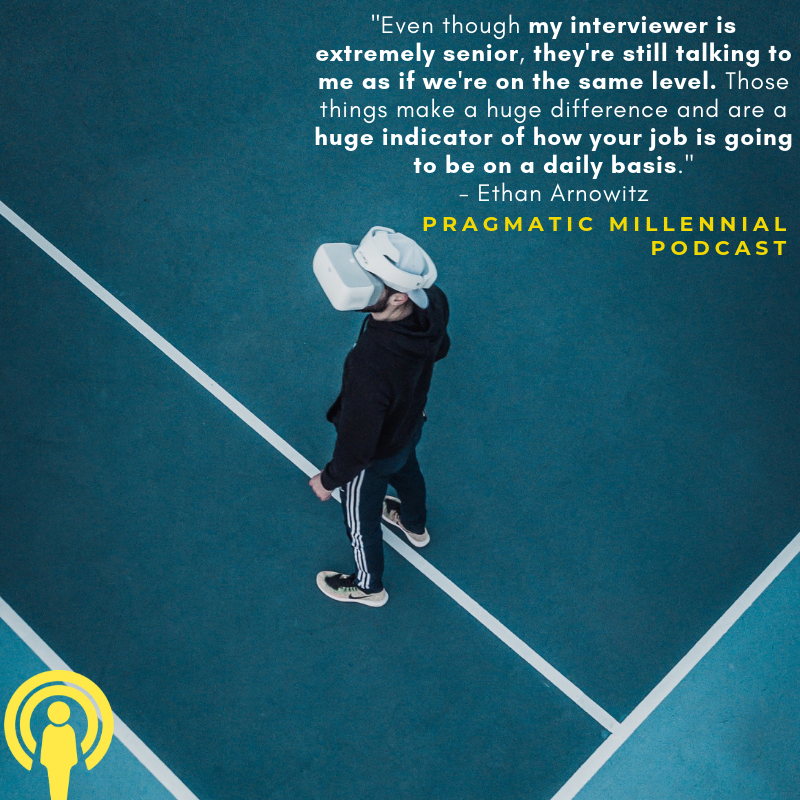 "Even though my interviewer is
extremely senior, they're still talking to
me as if we're on the same level. Those
things make a huge difference and are a
huge indicator of how your job is going
to be on a daily basis."
– Ethan Arnowitz
PRAGMATIC MILLENNIAL
PODCAST